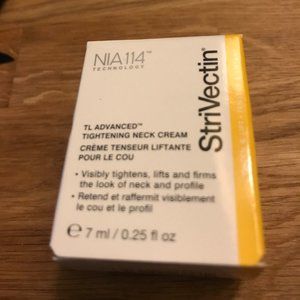 NIA114™
TECHNOLOGY
TL ADVANCED™
TIGHTENING NECK CREAM
CRÈME TENSEUR LIFTANTE
POUR LE COU
• Visibly tightens, lifts and firms
the look of neck and profile
• Retend et raffermit visiblement
le cou et le profil
℮ 7 ml / 0.25 fl oz
StriVectin®